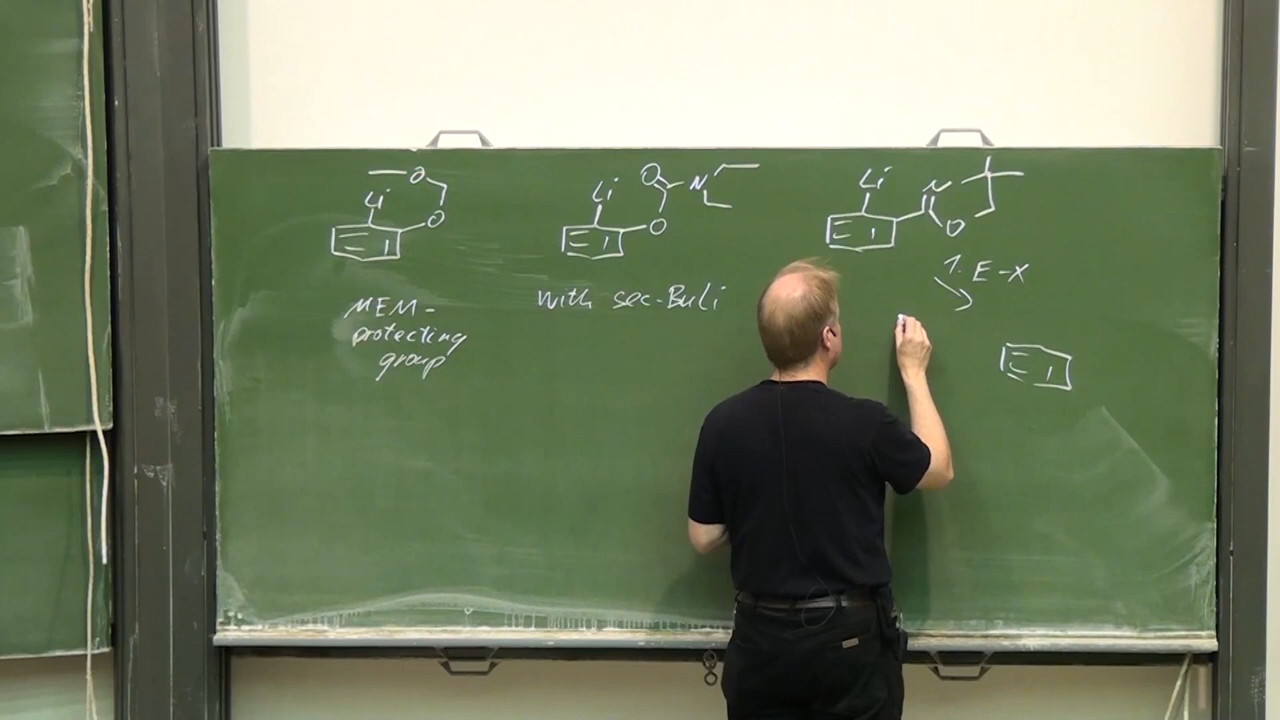 O
Li
O
Li
O
N
O
Li
N
O
MEM-
protecting
group
with sec-BuLi
1. E-X